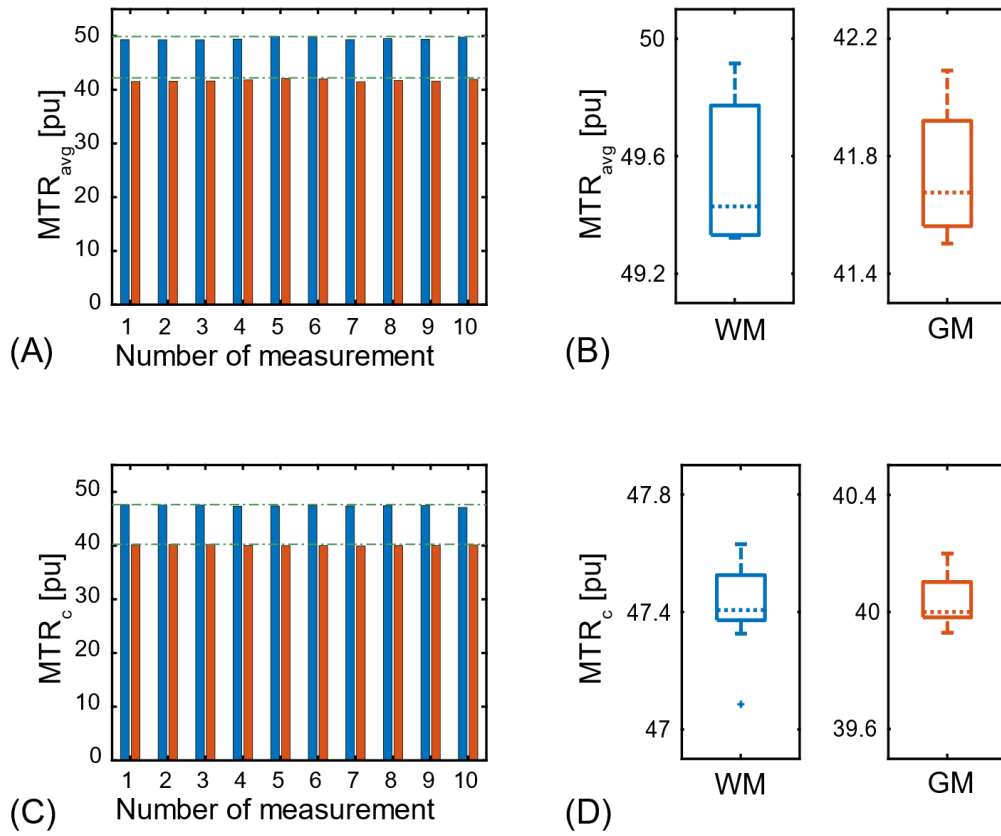 50
40
30
20
10
0
MTR_avg [pu]
1 2 3 4 5 6 7 8 9 10
Number of measurement
(A)
50
49.6
49.2
MTR_avg [pu]
WM
42.2
41.8
41.4
GM
(B)
50
40
30
20
10
0
MTR_c [pu]
1 2 3 4 5 6 7 8 9 10
Number of measurement
(C)
47.8
47.4
47
MTR_c [pu]
WM
40.4
40
39.6
GM
(D)